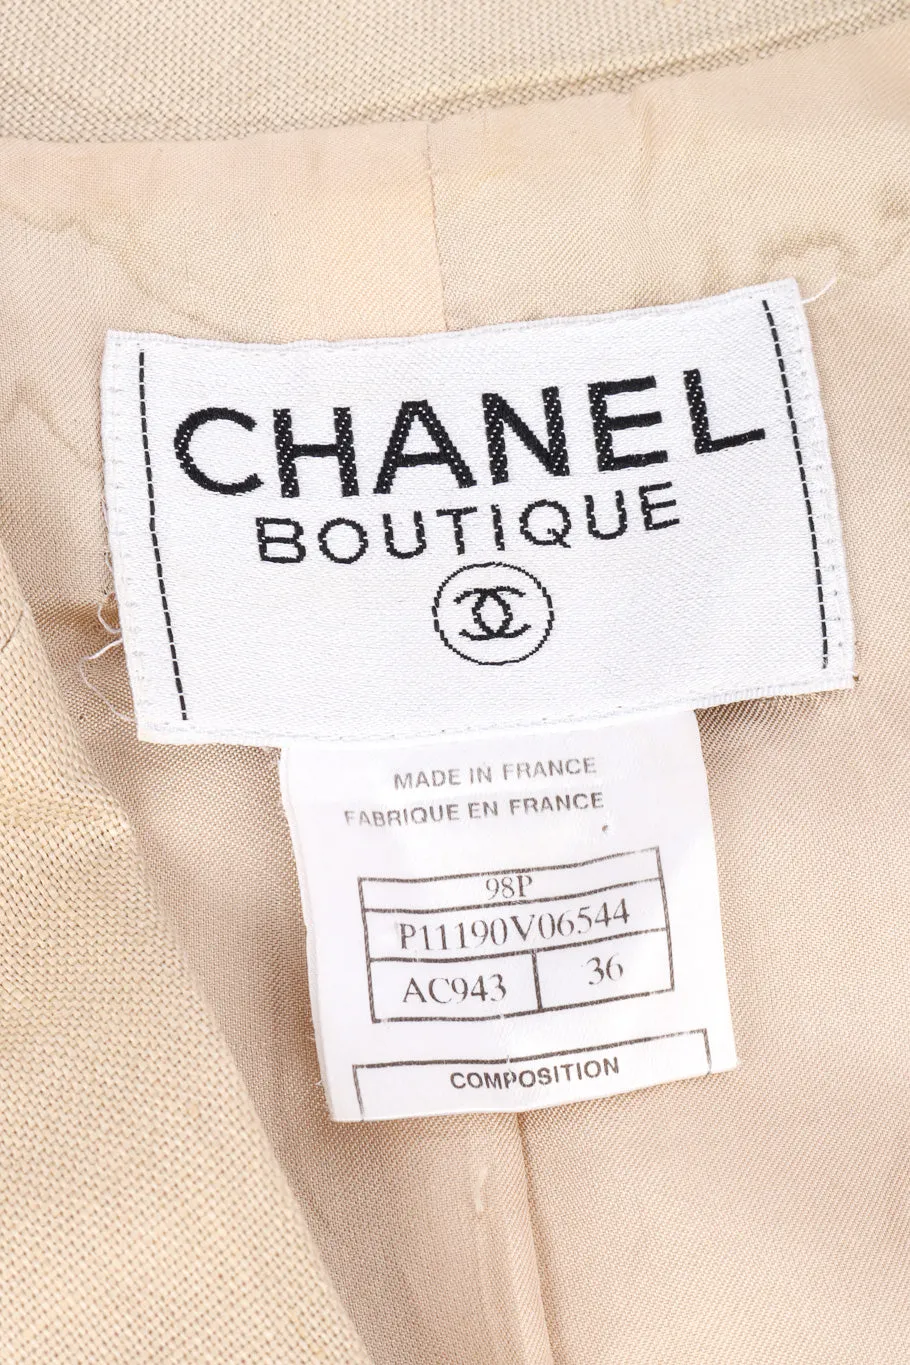 CHANEL
BOUTIQUE
MADE IN FRANCE
FABRIQUE EN FRANCE
98P
P11190V06544
AC943 36
COMPOSITION